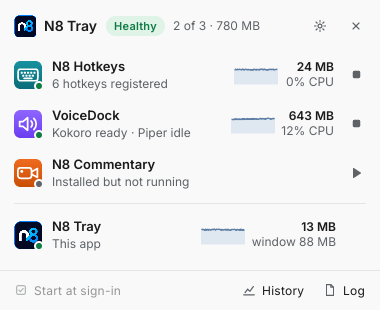 n8 N8 Tray Healthy 2 of 3 · 780 MB
N8 Hotkeys 24 MB
6 hotkeys registered 0% CPU
VoiceDock 643 MB
Kokoro ready · Piper idle 12% CPU
N8 Commentary
Installed but not running
n8 N8 Tray 13 MB
This app window 88 MB
Start at sign-in History Log